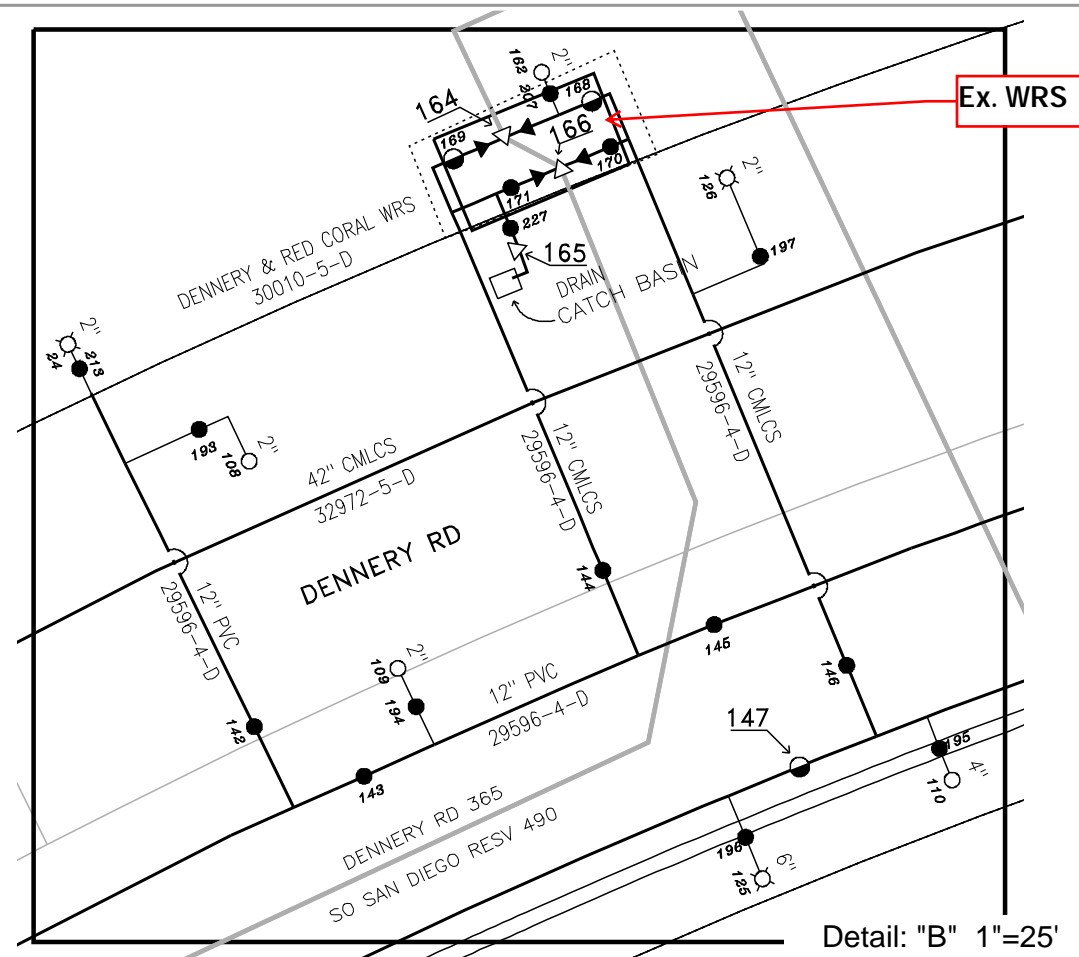 162
2"
207
168
Ex. WRS
164
169
166
170
171
227
165
DENNERY & RED CORAL WRS
30010-5-D
DRAIN
CATCH BASIN
126
2"
197
24
213
2"
193
108
2"
42" CMLCS
32972-5-D
12" CMLCS
29596-4-D
12" CMLCS
29596-4-D
DENNERY RD
12" PVC
29596-4-D
144
145
146
142
109
2"
194
12" PVC
29596-4-D
143
147
195
110
4"
DENNERY RD 365
SO SAN DIEGO RESV 490
196
125
6"
Detail: "B" 1"=25'